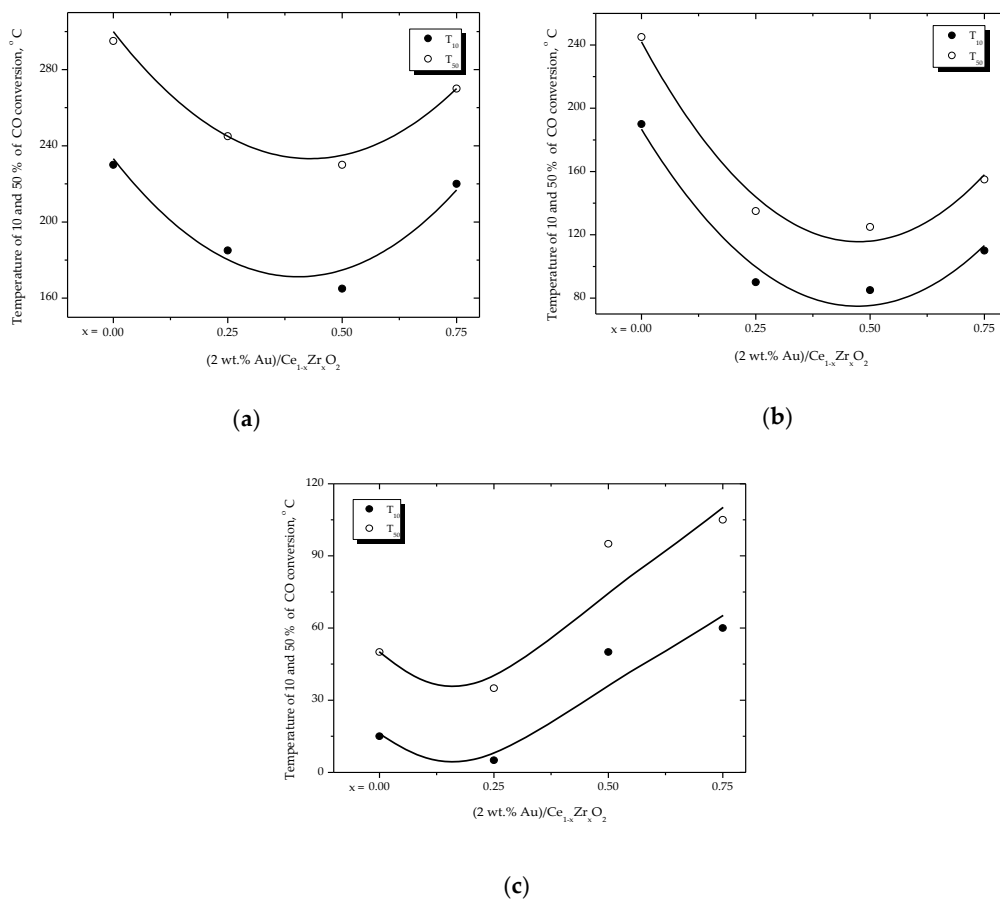 Temperature of 10 and 50 % of CO conversion, ° C
280
240
200
160
T10
T50
x = 0.00 0.25 0.50 0.75
(2 wt.% Au)/Ce1-xZrxO2
(a)
Temperature of 10 and 50 % of CO conversion, ° C
240
200
160
120
80
T10
T50
x = 0.00 0.25 0.50 0.75
(2 wt.% Au)/Ce1-xZrxO2
(b)
Temperature of 10 and 50 % of CO conversion, ° C
120
90
60
30
0
T10
T50
x = 0.00 0.25 0.50 0.75
(2 wt.% Au)/Ce1-xZrxO2
(c)